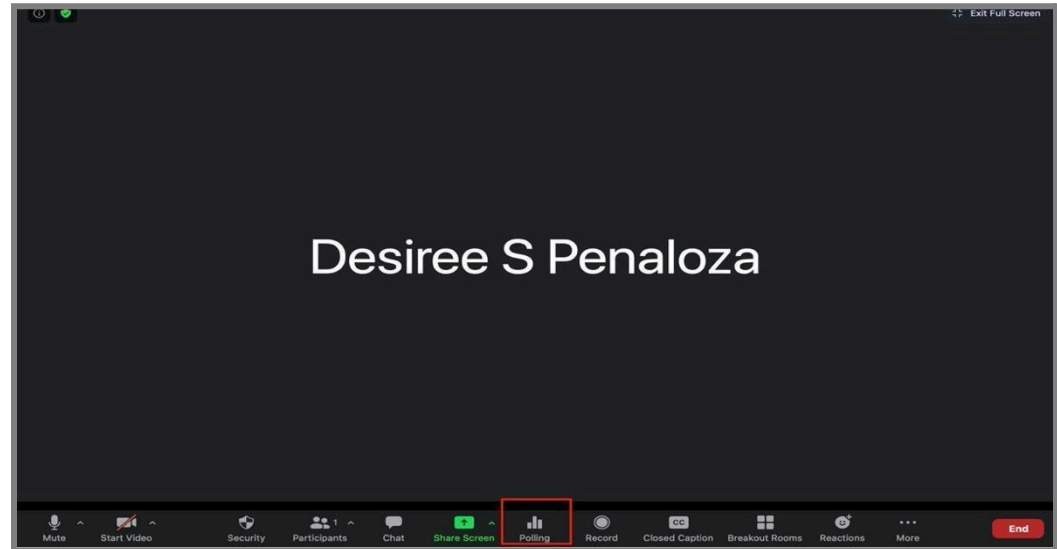 Exit Full Screen
Desiree S Penaloza
Mute Start Video Security Participants 1 Chat Share Screen Polling Record CC Closed Caption Breakout Rooms Reactions More End